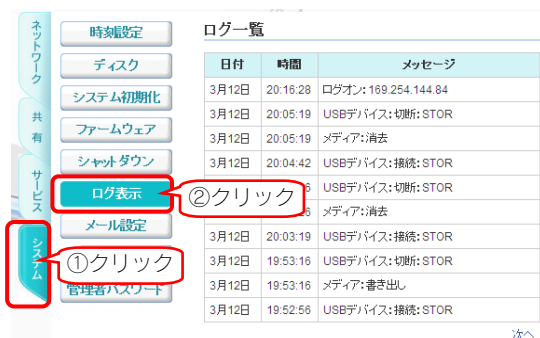 ネットワーク
共有
サービス
システム
時刻設定
ディスク
システム初期化
ファームウェア
シャットダウン
ログ表示
メール設定
管理者パスワード
①クリック
②クリック
ログ一覧
日付 時間 メッセージ
3月12日 20:16:28 ログオン:169.254.144.84
3月12日 20:05:19 USBデバイス:切断:STOR
3月12日 20:05:19 メディア:消去
3月12日 20:04:42 USBデバイス:接続:STOR
6 USBデバイス:切断:STOR
6 メディア:消去
3月12日 20:03:19 USBデバイス:接続:STOR
3月12日 19:53:16 USBデバイス:切断:STOR
3月12日 19:53:16 メディア:書き出し
3月12日 19:52:56 USBデバイス:接続:STOR
次へ